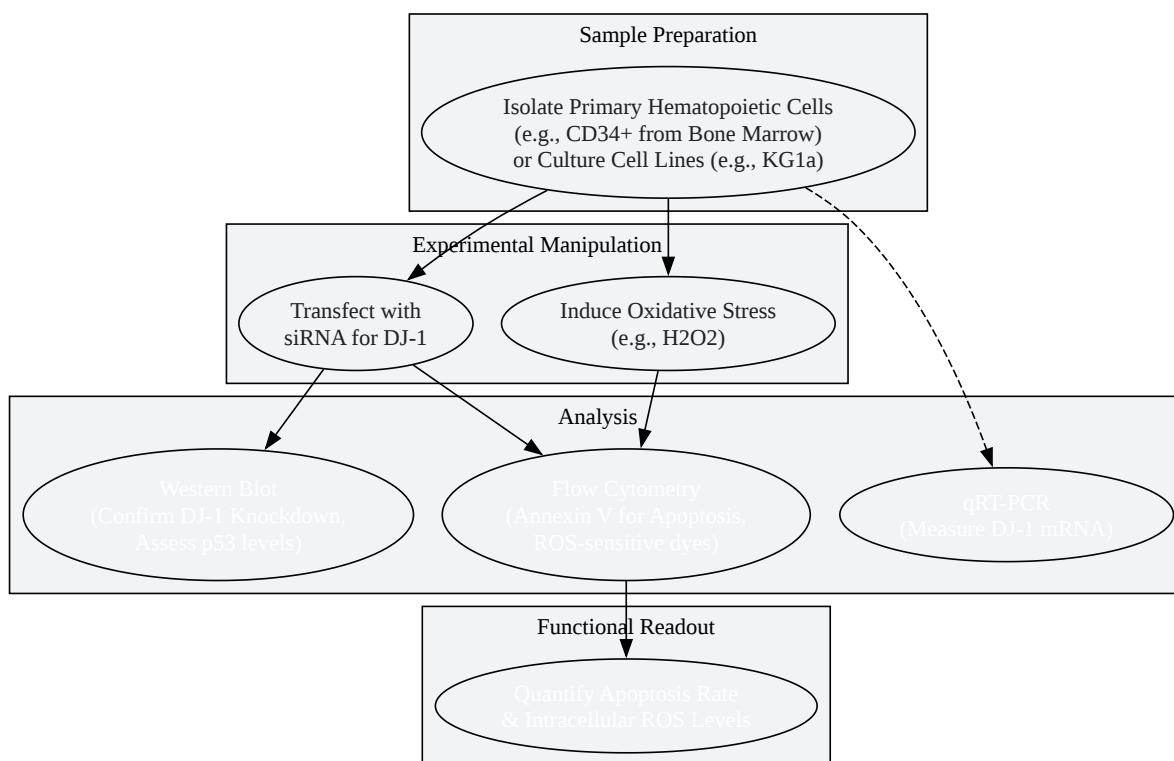 Sample Preparation
Isolate Primary Hematopoietic Cells
(e.g., CD34+ from Bone Marrow)
or Culture Cell Lines (e.g., KG1a)
Experimental Manipulation
Transfect with
siRNA for DJ-1
Induce Oxidative Stress
(e.g., H2O2)
Analysis
Western Blot
(Confirm DJ-1 Knockdown,
Assess p53 levels)
Flow Cytometry
(Annexin V for Apoptosis,
ROS-sensitive dyes)
qRT-PCR
(Measure DJ-1 mRNA)
Functional Readout
Quantify Apoptosis Rate
& Intracellular ROS Levels